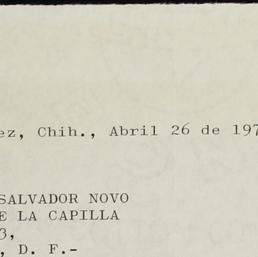 ez, Chih., Abril 26 de 197
SALVADOR NOVO
E LA CAPILLA
3,
, D. F.-